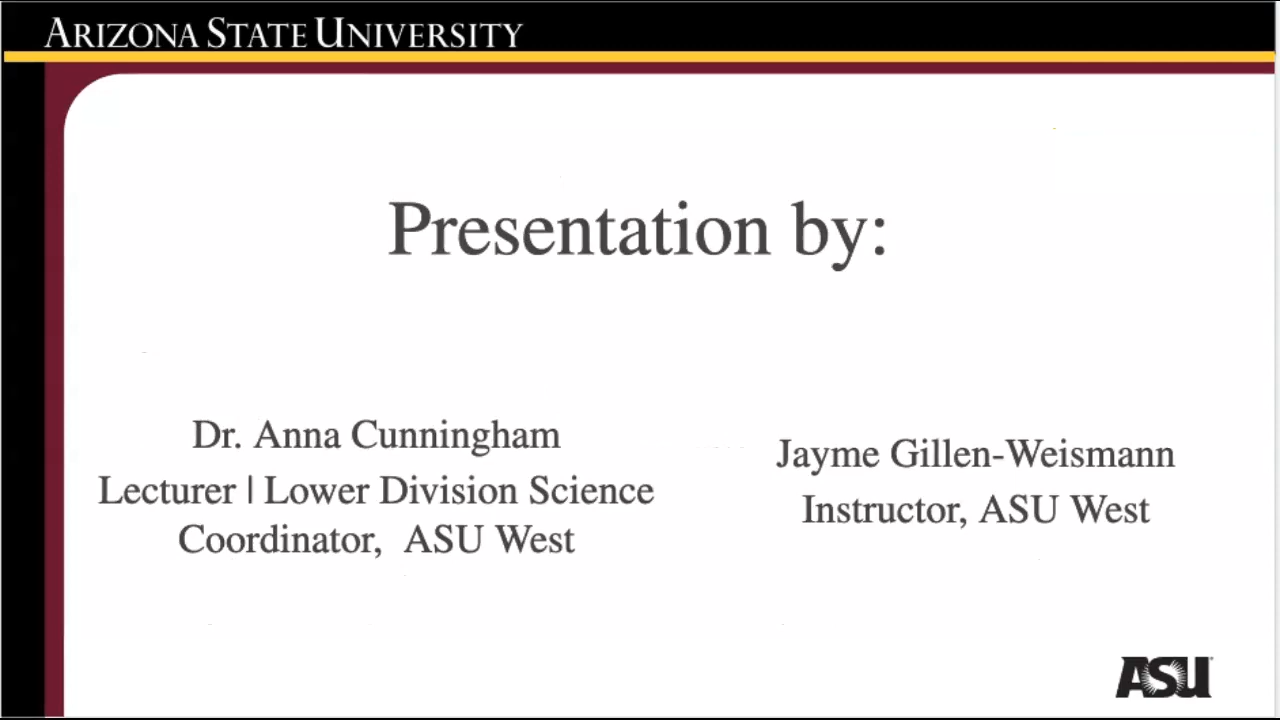 ARIZONA STATE UNIVERSITY
Presentation by:
Dr. Anna Cunningham
Lecturer | Lower Division Science
Coordinator, ASU West
Jayme Gillen-Weismann
Instructor, ASU West
ASU